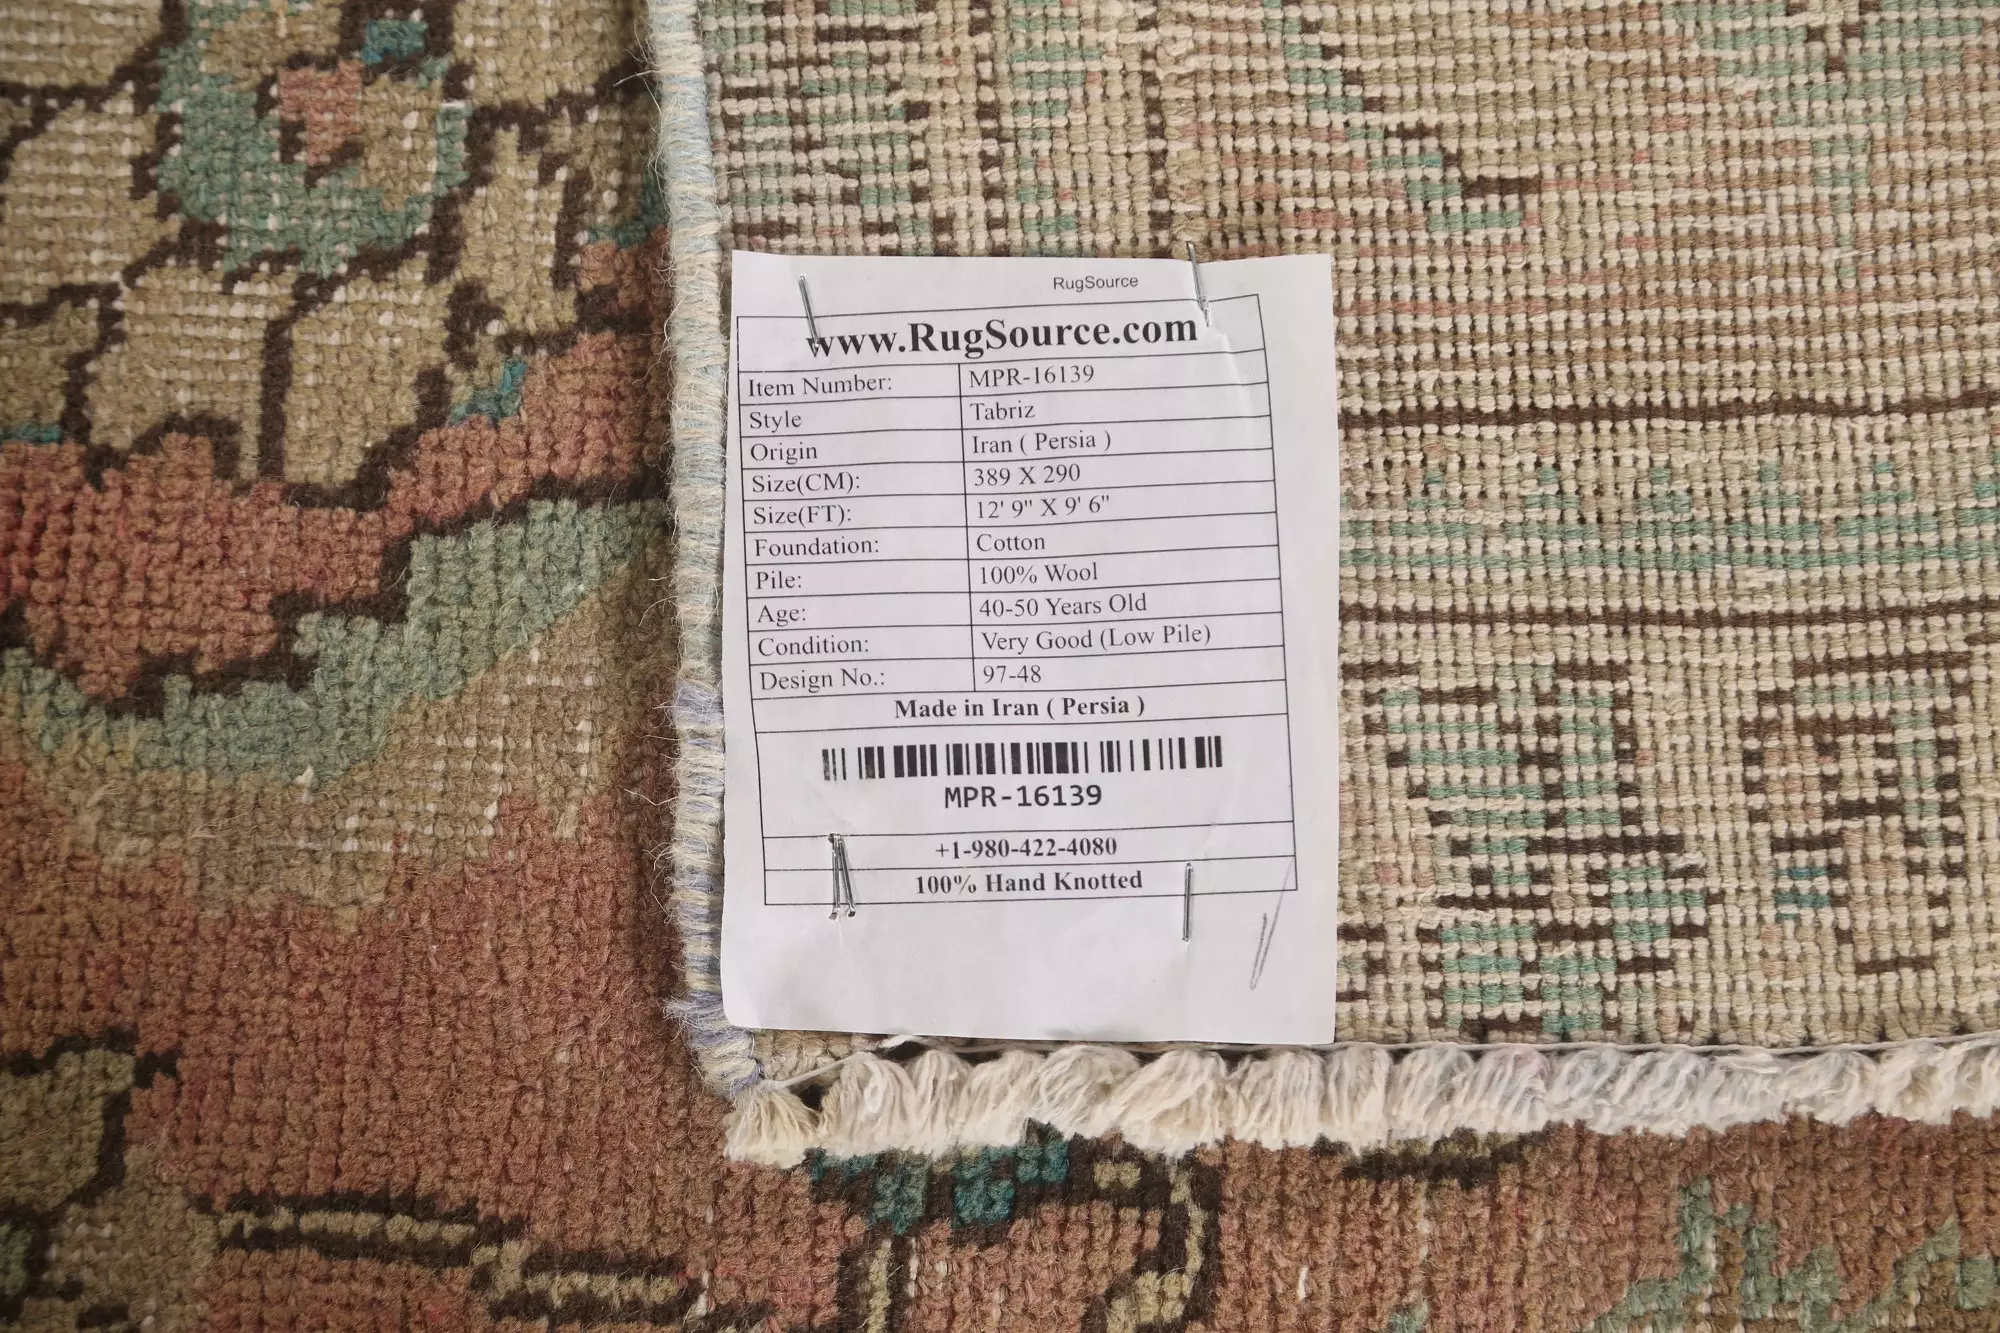 RugSource
www.RugSource.com
Item Number: MPR-16139
Style Tabriz
Origin Iran ( Persia )
Size(CM): 389 X 290
Size(FT): 12' 9" X 9' 6"
Foundation: Cotton
Pile: 100% Wool
Age: 40-50 Years Old
Condition: Very Good (Low Pile)
Design No.: 97-48
Made in Iran ( Persia )
MPR-16139
+1-980-422-4080
100% Hand Knotted